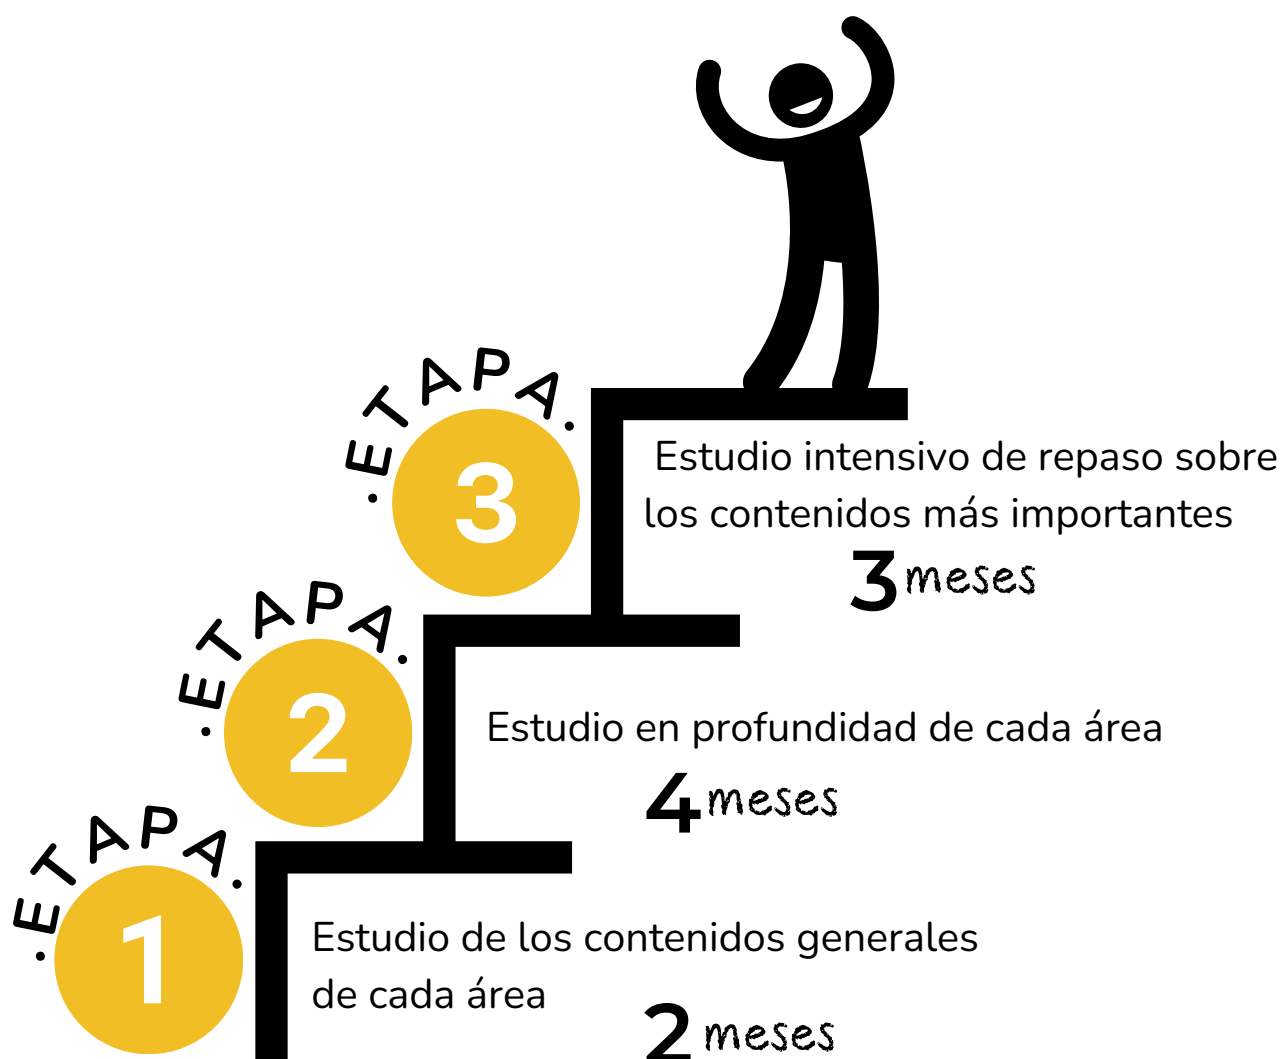 .ETAPA.
3
Estudio intensivo de repaso sobre
los contenidos más importantes
3 meses
.ETAPA.
2
Estudio en profundidad de cada área
4 meses
.ETAPA.
1
Estudio de los contenidos generales
de cada área
2 meses